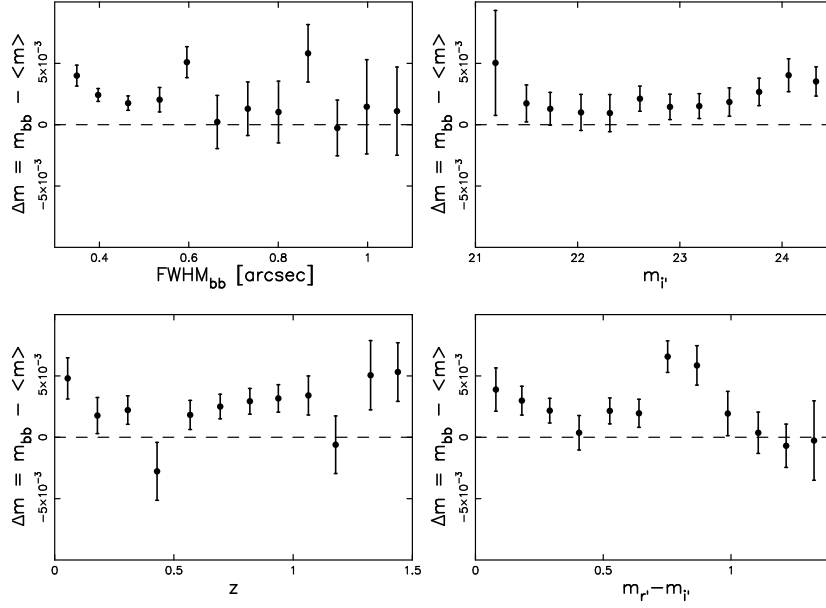 Δm = m_bb − <m>
5×10⁻³
0
−5×10⁻³
0.4 0.6 0.8 1
FWHM_bb [arcsec]
Δm = m_bb − <m>
5×10⁻³
0
−5×10⁻³
21 22 23 24
m_i'
Δm = m_bb − <m>
5×10⁻³
0
−5×10⁻³
0 0.5 1 1.5
z
Δm = m_bb − <m>
5×10⁻³
0
−5×10⁻³
0 0.5 1
m_r'−m_i'